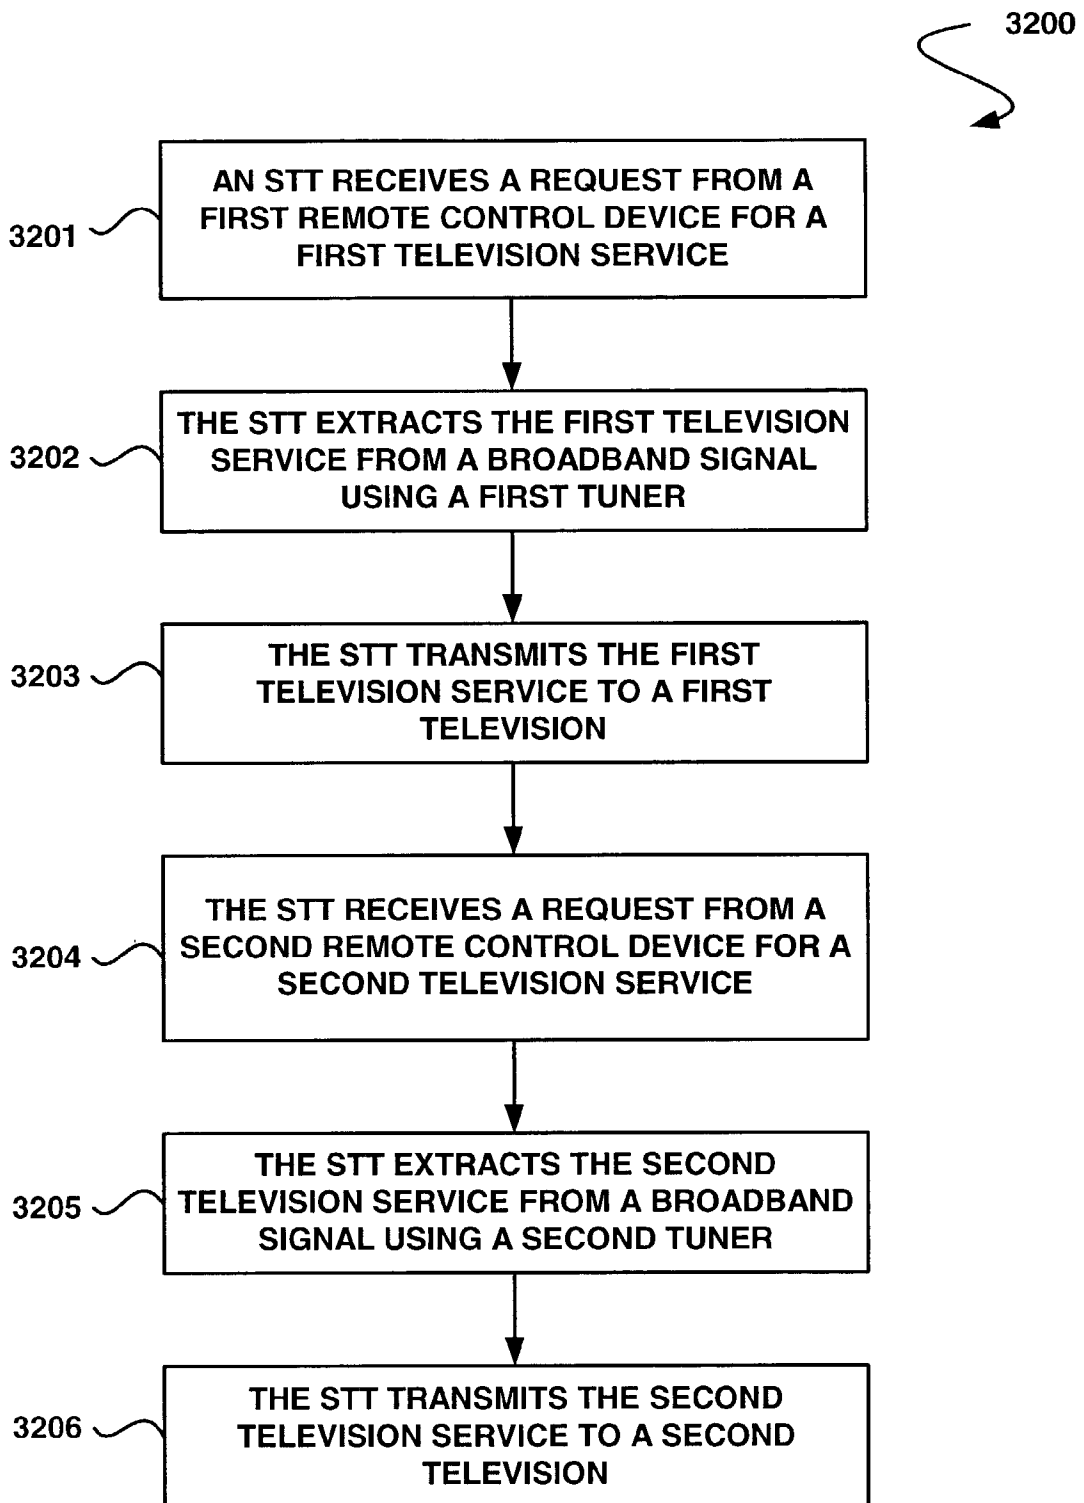 3200
3201
AN STT RECEIVES A REQUEST FROM A
FIRST REMOTE CONTROL DEVICE FOR A
FIRST TELEVISION SERVICE
3202
THE STT EXTRACTS THE FIRST TELEVISION
SERVICE FROM A BROADBAND SIGNAL
USING A FIRST TUNER
3203
THE STT TRANSMITS THE FIRST
TELEVISION SERVICE TO A FIRST
TELEVISION
3204
THE STT RECEIVES A REQUEST FROM A
SECOND REMOTE CONTROL DEVICE FOR A
SECOND TELEVISION SERVICE
3205
THE STT EXTRACTS THE SECOND
TELEVISION SERVICE FROM A BROADBAND
SIGNAL USING A SECOND TUNER
3206
THE STT TRANSMITS THE SECOND
TELEVISION SERVICE TO A SECOND
TELEVISION